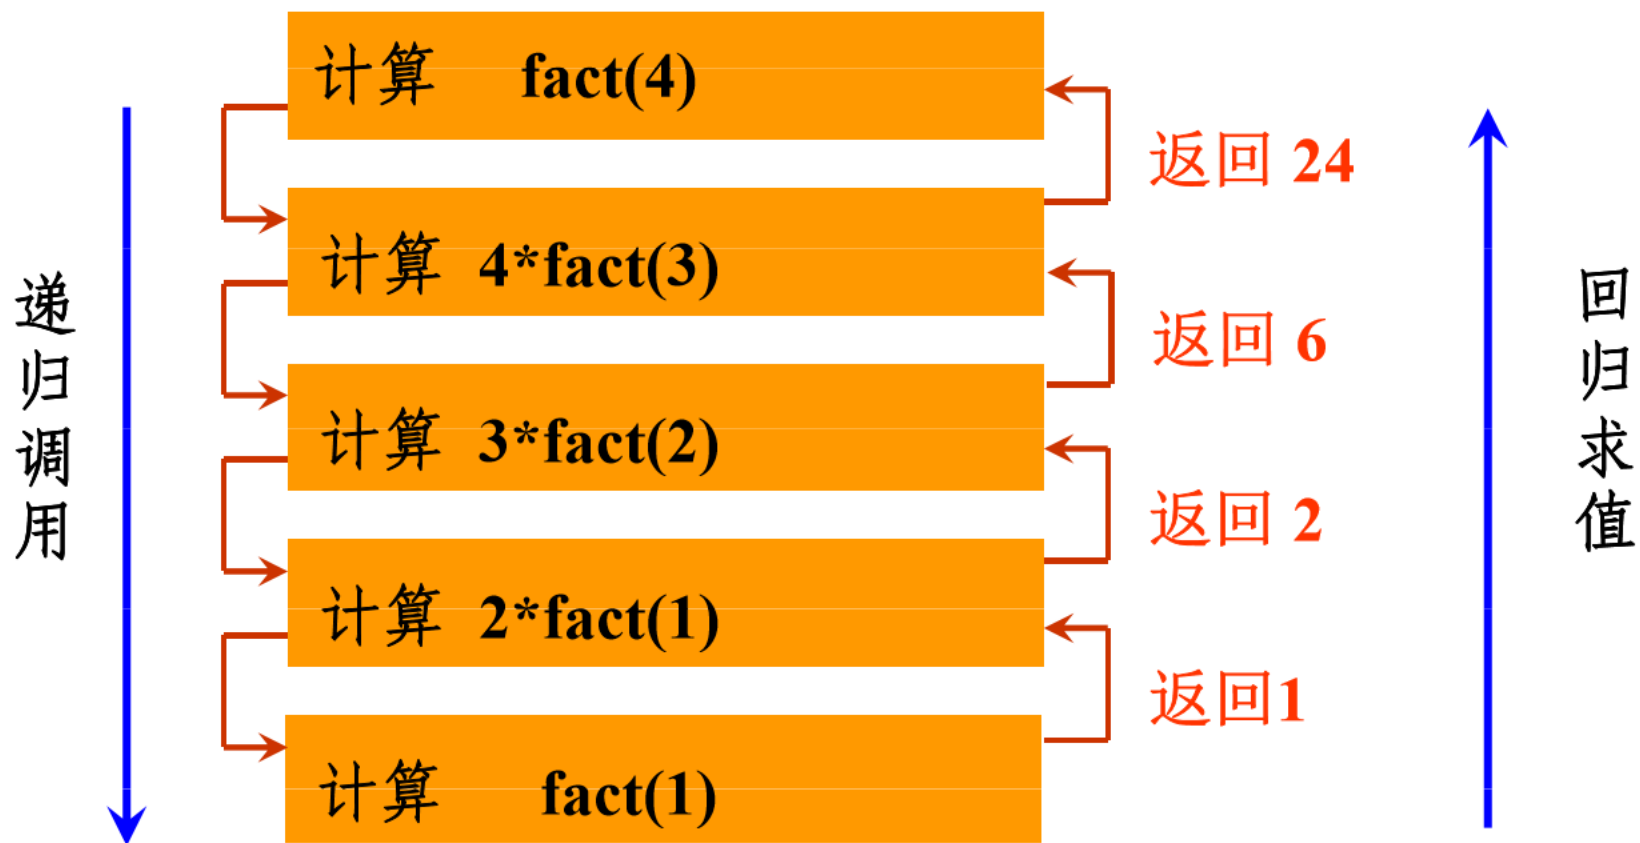 计算 fact(4)
返回 24
计算 4*fact(3)
返回 6
计算 3*fact(2)
返回 2
计算 2*fact(1)
返回1
计算 fact(1)
递归调用
回归求值